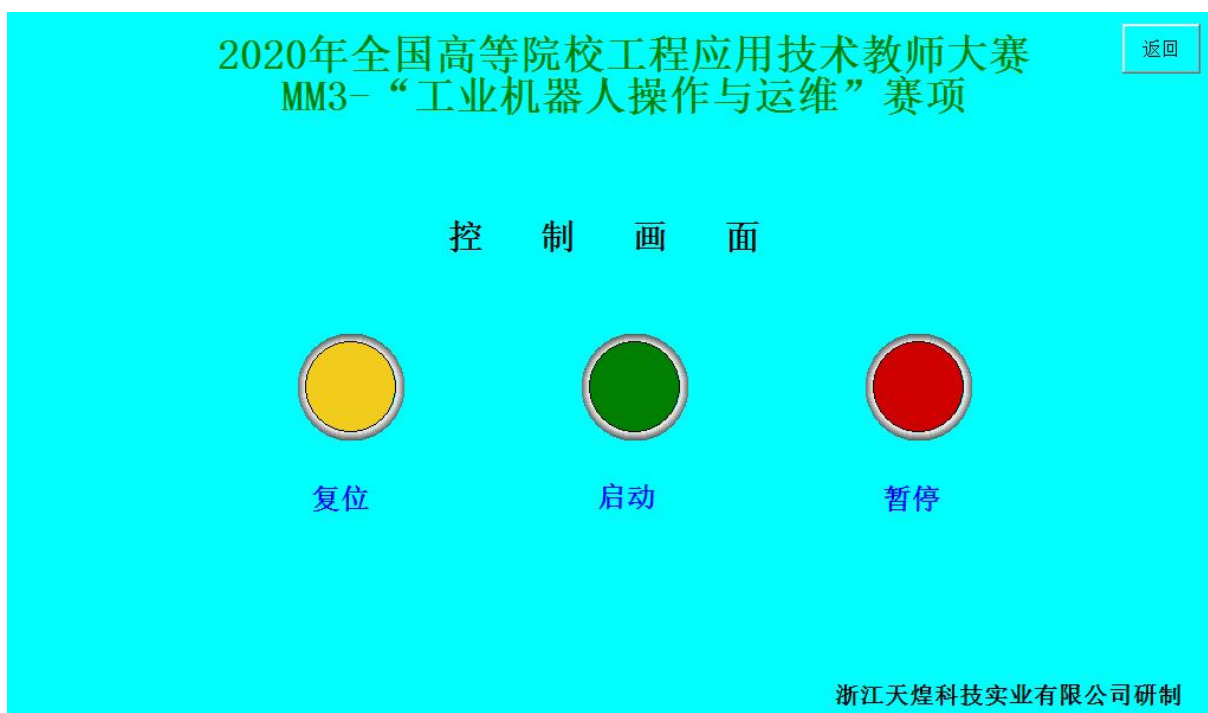 2020年全国高等院校工程应用技术教师大赛
返回
MM3-“工业机器人操作与运维”赛项
控 制 画 面
复位 启动 暂停
浙江天煌科技实业有限公司研制